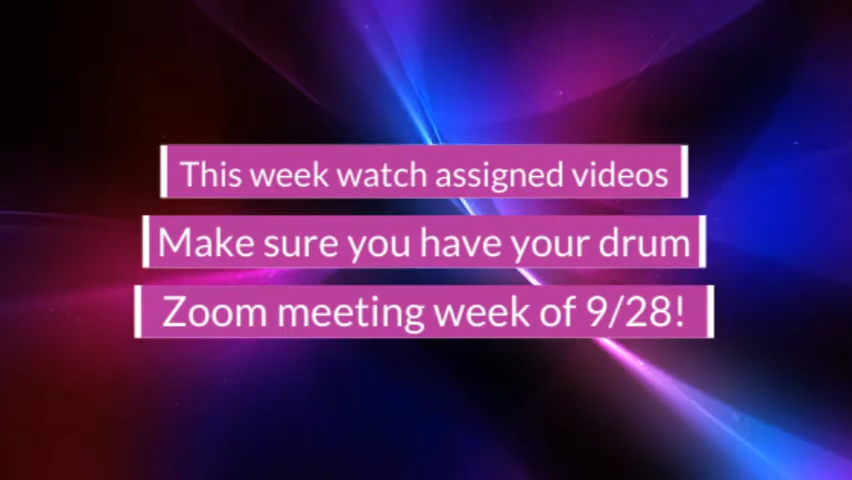 This week watch assigned videos
Make sure you have your drum
Zoom meeting week of 9/28!